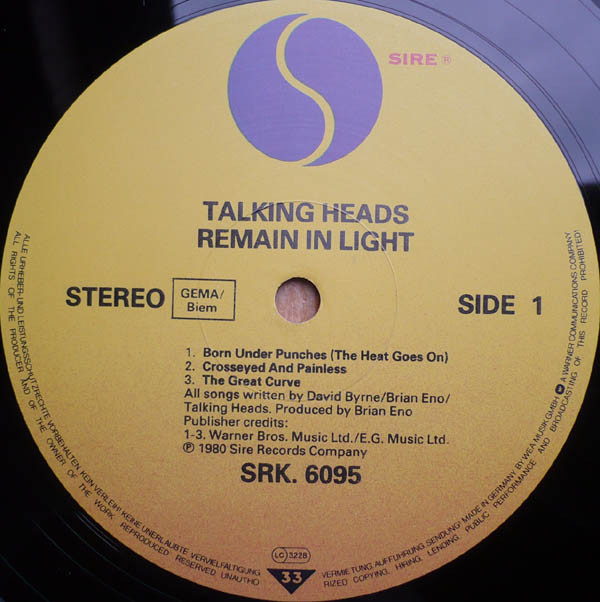 SIRE ®
TALKING HEADS
REMAIN IN LIGHT
STEREO
GEMA/
Biem
SIDE 1
1. Born Under Punches (The Heat Goes On)
2. Crosseyed And Painless
3. The Great Curve
All songs written by David Byrne/Brian Eno/
Talking Heads. Produced by Brian Eno
Publisher credits:
1-3. Warner Bros. Music Ltd./E.G. Music Ltd.
℗ 1980 Sire Records Company
SRK. 6095
ALLE URHEBER- UND LEISTUNGSSCHUTZRECHTE VORBEHALTEN. KEIN VERLEIH! KEINE UNERLAUBTE VERVIELFÄLTIGUNG
VERMIETUNG, AUFFÜHRUNG, SENDUNG! MADE IN GERMANY BY WEA MUSIK GMBH A WARNER COMMUNICATIONS COMPANY
ALL RIGHTS OF THE PRODUCER AND OF THE OWNER OF THE WORK REPRODUCED RESERVED. UNAUTHO
RIZED COPYING, HIRING, LENDING, PUBLIC PERFORMANCE AND BROADCASTING OF THIS RECORD PROHIBITED!
LC 3228
33